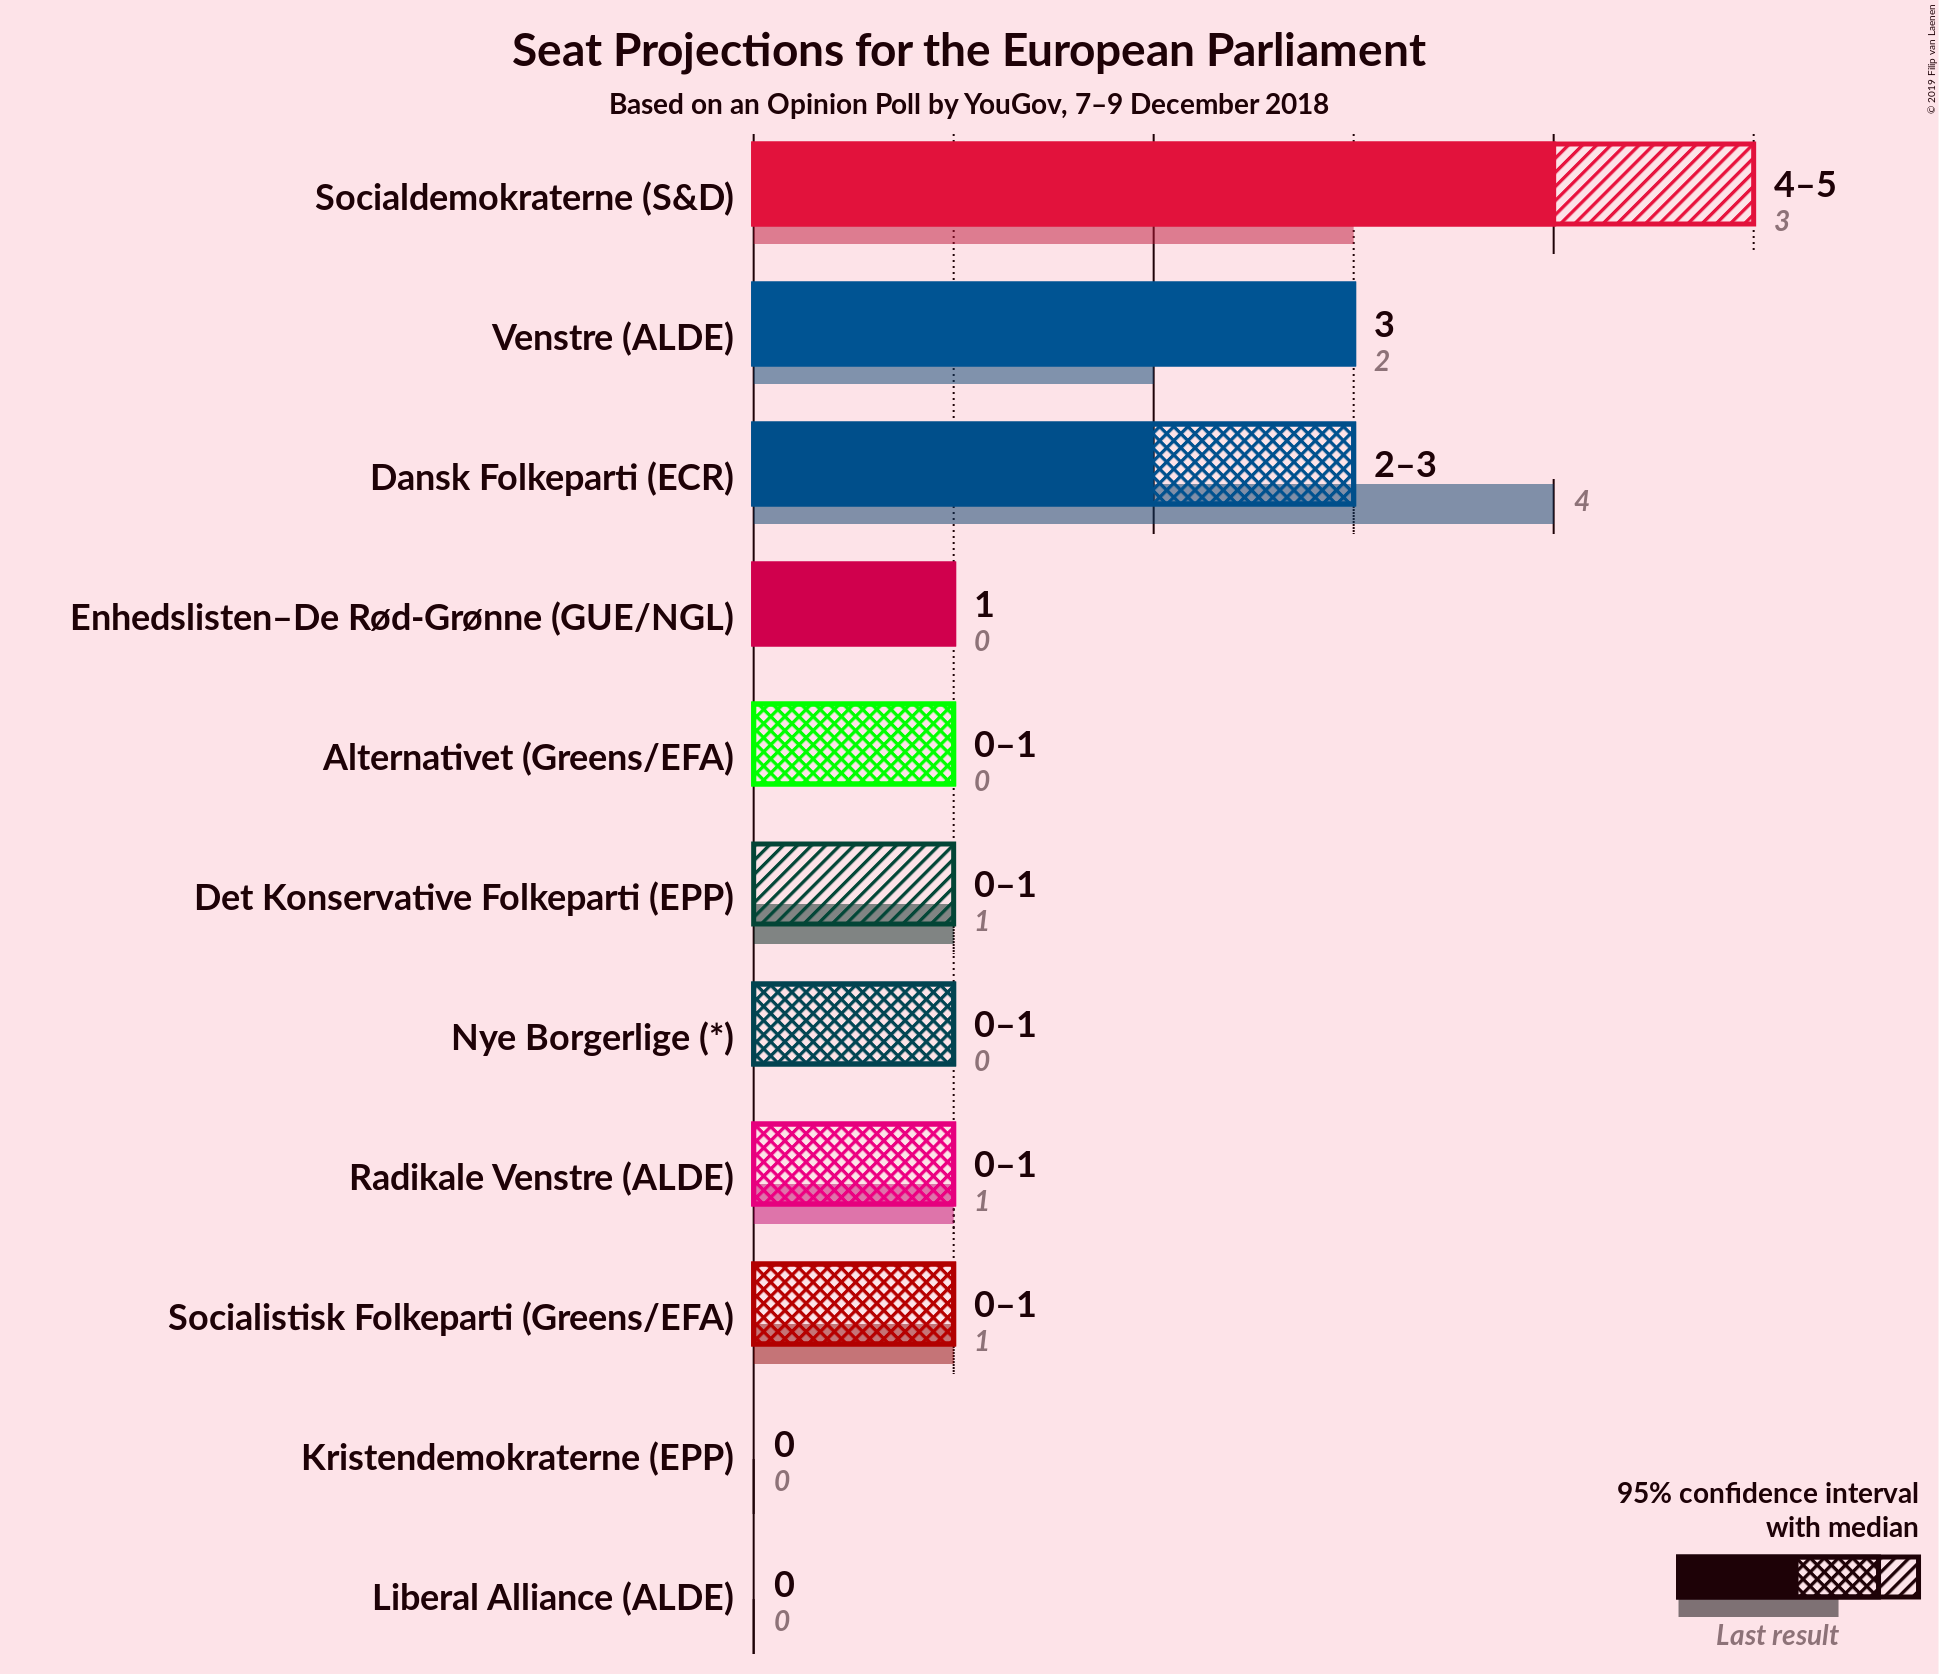 Seat Projections for the European Parliament
Based on an Opinion Poll by YouGov, 7–9 December 2018
© 2019 Filip van Laenen
Socialdemokraterne (S&D)
4–5
3
Venstre (ALDE)
3
2
Dansk Folkeparti (ECR)
2–3
4
Enhedslisten–De Rød-Grønne (GUE/NGL)
1
0
Alternativet (Greens/EFA)
0–1
0
Det Konservative Folkeparti (EPP)
0–1
1
Nye Borgerlige (*)
0–1
0
Radikale Venstre (ALDE)
0–1
1
Socialistisk Folkeparti (Greens/EFA)
0–1
1
Kristendemokraterne (EPP)
0
0
Liberal Alliance (ALDE)
0
0
95% confidence interval
with median
Last result